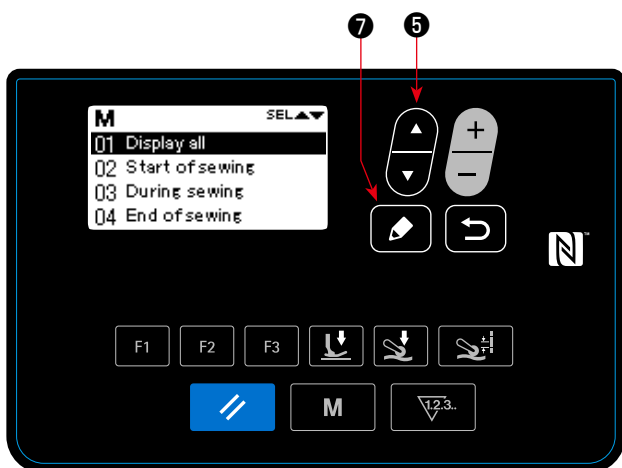 7 5
M SEL▲▼
01 Display all
02 Start of sewing
03 During sewing
04 End of sewing
+
−
N™
F1 F2 F3
M 1.2.3..